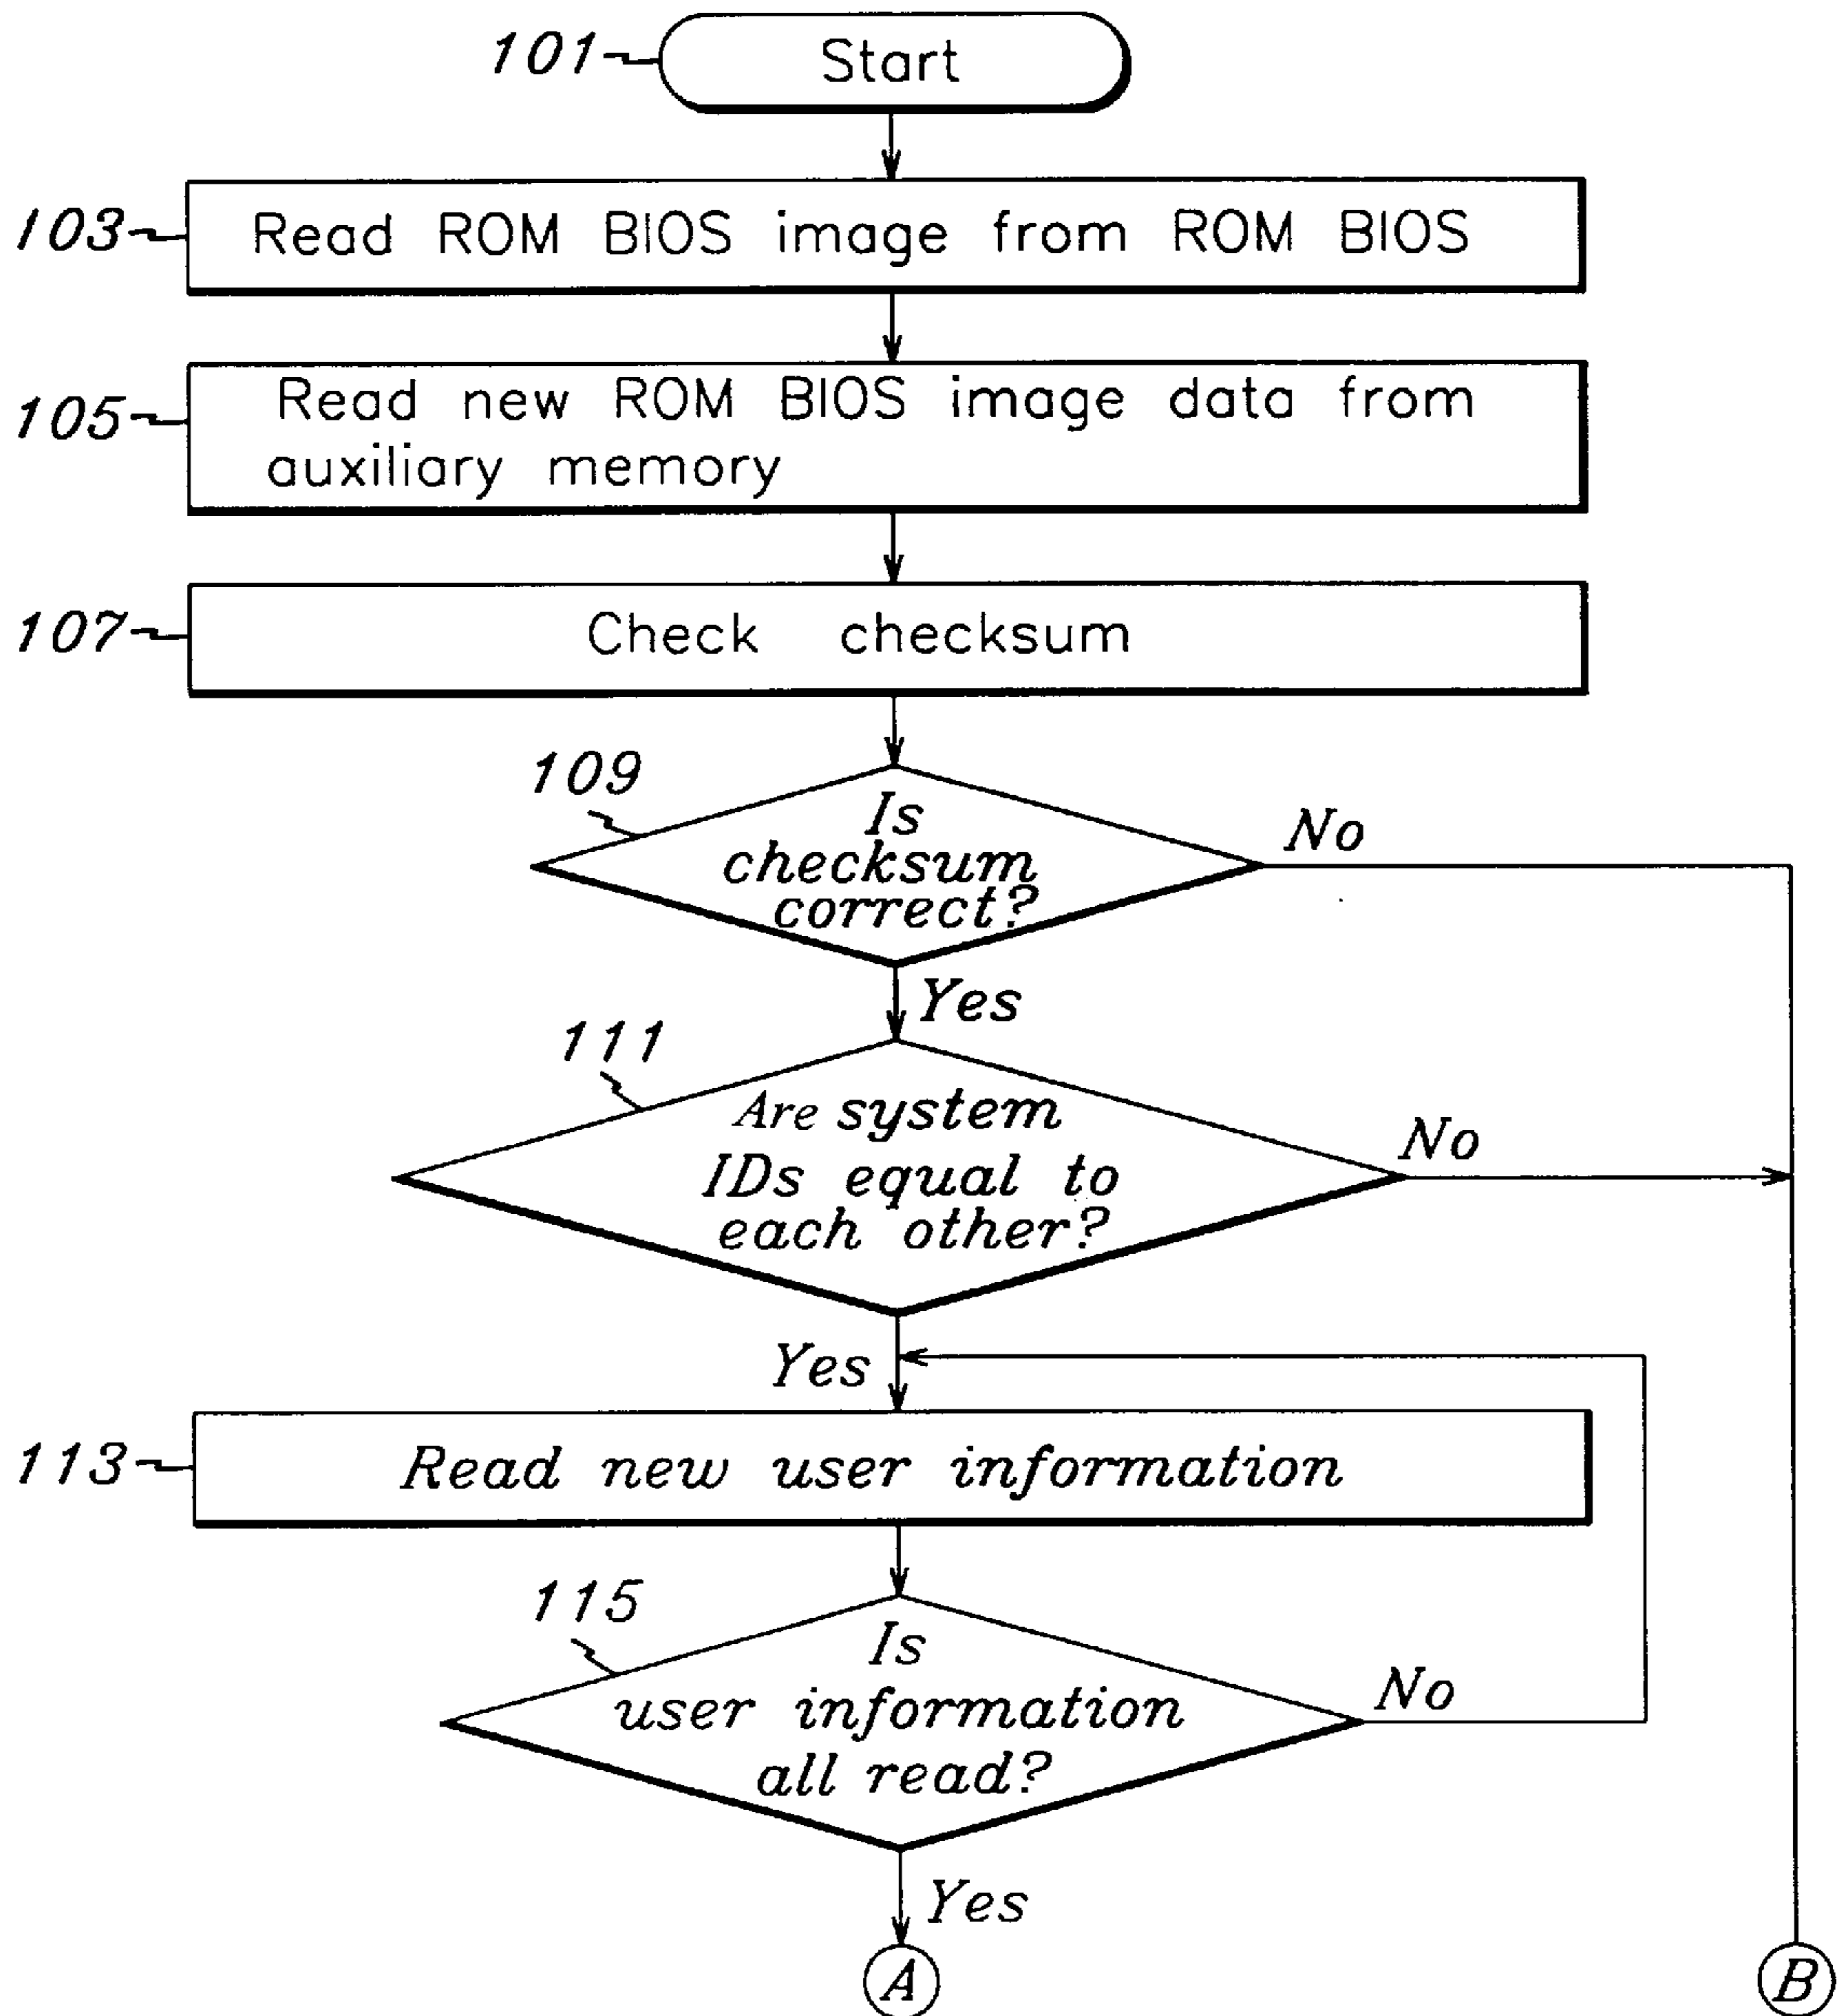 101
Start
103
Read ROM BIOS image from ROM BIOS
105
Read new ROM BIOS image data from
auxiliary memory
107
Check checksum
109
Is
checksum
correct?
No
Yes
111
Are system
IDs equal to
each other?
No
Yes
113
Read new user information
115
Is
user information
all read?
No
Yes
A
B